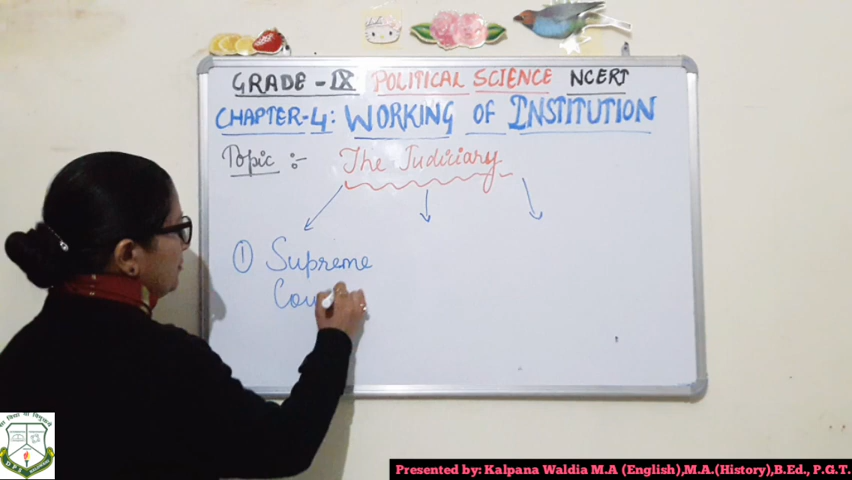 GRADE - IX POLITICAL SCIENCE NCERT
CHAPTER-4: WORKING OF INSTITUTION
Topic :- The Judiciary
① Supreme
Cou
D P S
Presented by: Kalpana Waldia M.A (English),M.A.(History),B.Ed., P.G.T.